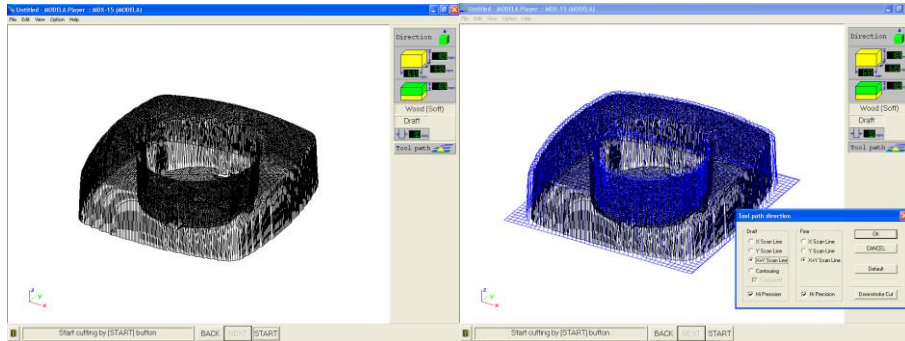 Untitled - MODELA Player :: MDX-15 (MODELA)
File Edit View Option Help
Direction
Wood (Soft)
Draft
Tool path
Z
Y
X
Start cutting by [START] button
BACK NEXT START
Untitled - MODELA Player :: MDX-15 (MODELA)
File Edit View Option Help
Direction
Wood (Soft)
Draft
Tool path
Tool path direction
Draft Fine
X Scan Line X Scan Line OK
Y Scan Line Y Scan Line
X+Y Scan Line X+Y Scan Line CANCEL
Contouring Default
Hi Precision Hi Precision Downstroke Cut
Z
Y
X
Start cutting by [START] button
BACK NEXT START